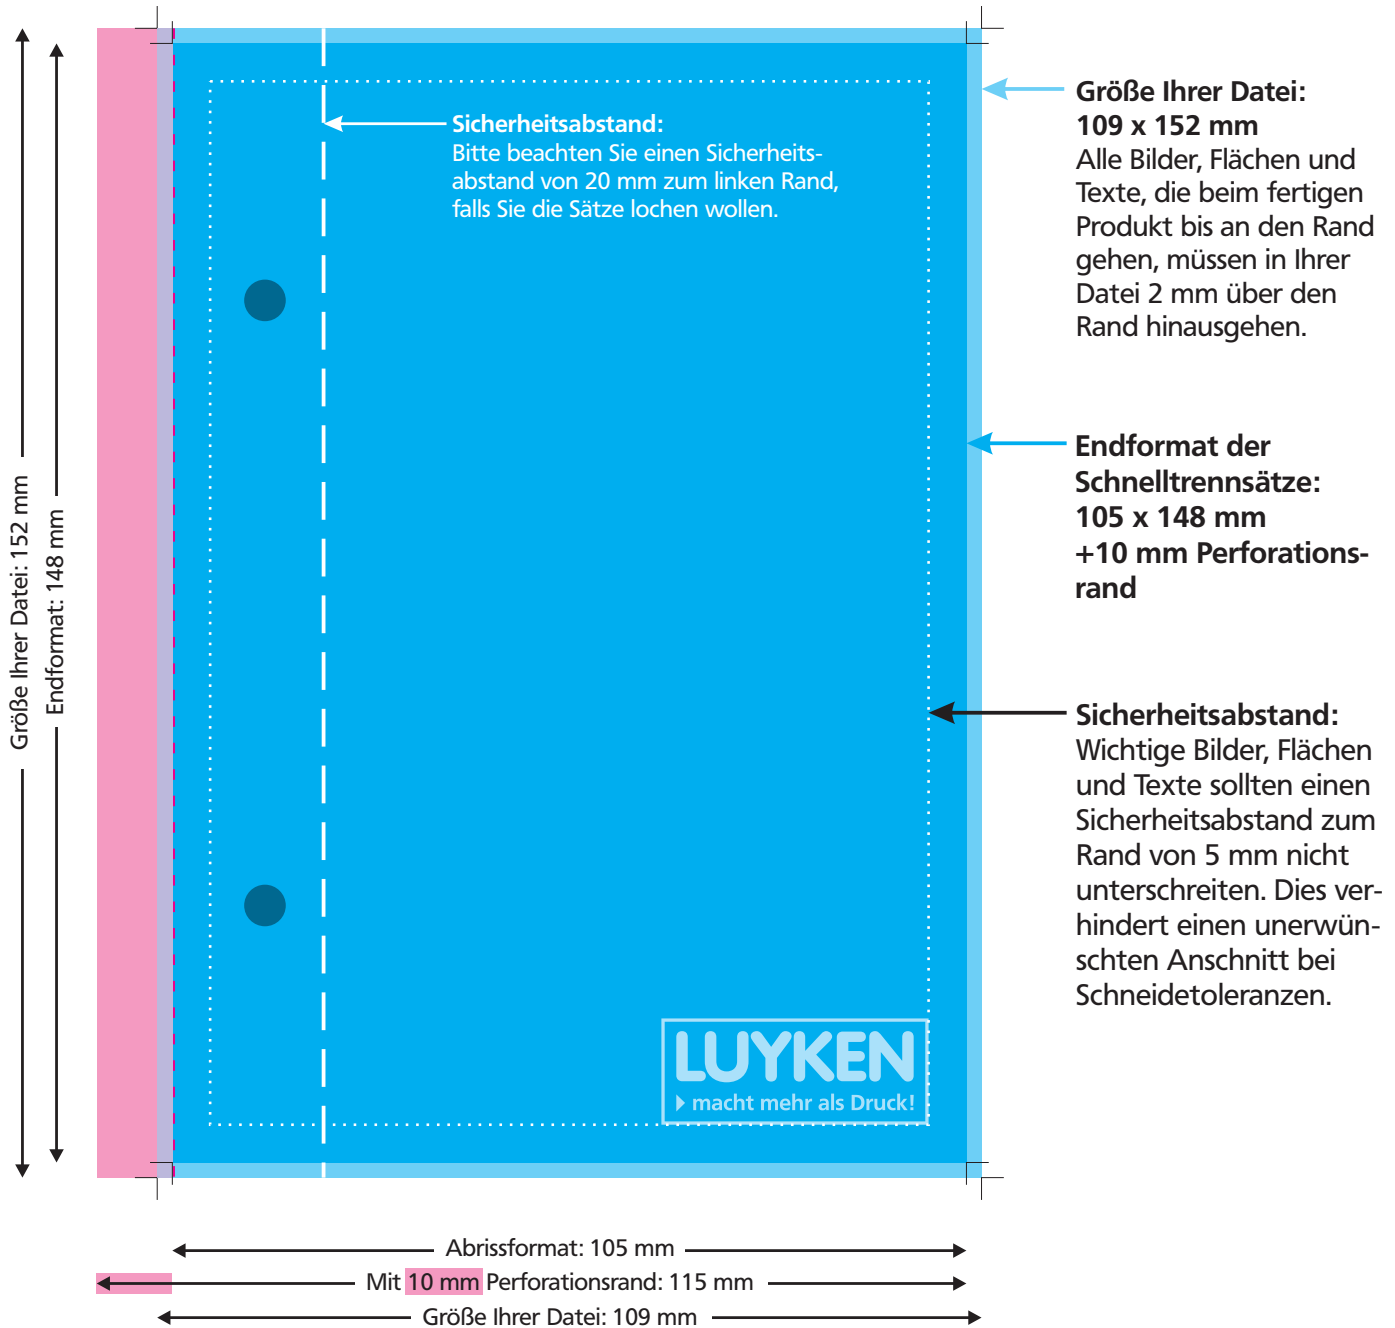 Sicherheitsabstand:
Bitte beachten Sie einen Sicherheits-
abstand von 20 mm zum linken Rand,
falls Sie die Sätze lochen wollen.
Größe Ihrer Datei:
109 x 152 mm
Alle Bilder, Flächen und
Texte, die beim fertigen
Produkt bis an den Rand
gehen, müssen in Ihrer
Datei 2 mm über den
Rand hinausgehen.
Endformat der
Schnelltrennsätze:
105 x 148 mm
+10 mm Perforations-
rand
Sicherheitsabstand:
Wichtige Bilder, Flächen
und Texte sollten einen
Sicherheitsabstand zum
Rand von 5 mm nicht
unterschreiten. Dies ver-
hindert einen unerwün-
schten Anschnitt bei
Schneidetoleranzen.
Größe Ihrer Datei: 152 mm
Endformat: 148 mm
LUYKEN
macht mehr als Druck!
Abrissformat: 105 mm
Mit 10 mm Perforationsrand: 115 mm
Größe Ihrer Datei: 109 mm